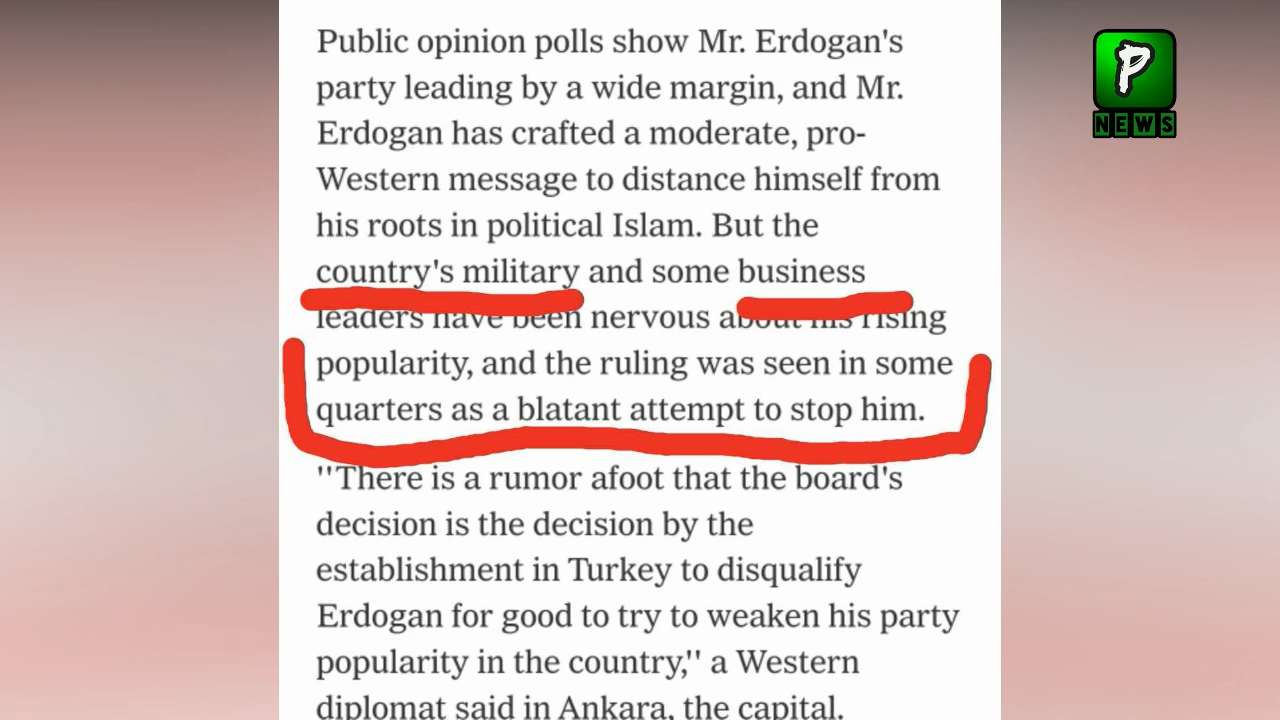 Public opinion polls show Mr. Erdogan's
party leading by a wide margin, and Mr.
Erdogan has crafted a moderate, pro-
Western message to distance himself from
his roots in political Islam. But the
country's military and some business
leaders have been nervous about his rising
popularity, and the ruling was seen in some
quarters as a blatant attempt to stop him.
''There is a rumor afoot that the board's
decision is the decision by the
establishment in Turkey to disqualify
Erdogan for good to try to weaken his party
popularity in the country,'' a Western
diplomat said in Ankara, the capital.
P
NEWS